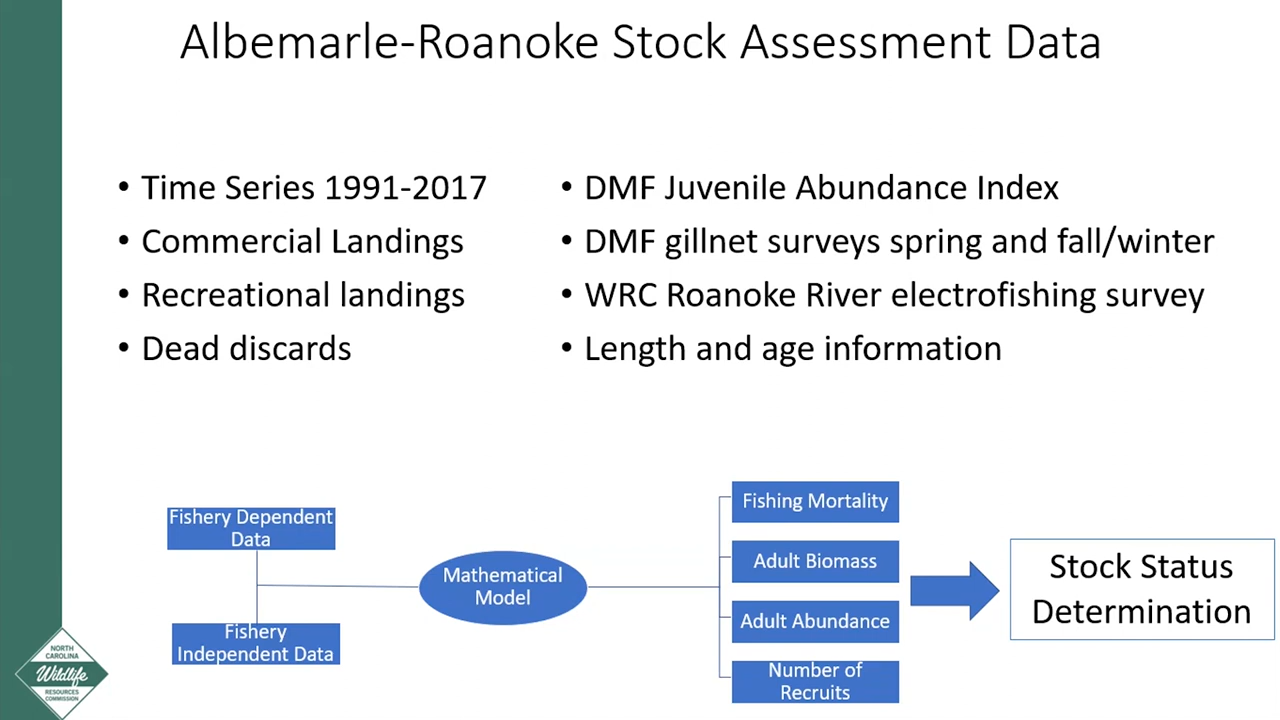 Albemarle-Roanoke Stock Assessment Data
• Time Series 1991-2017
• Commercial Landings
• Recreational landings
• Dead discards
• DMF Juvenile Abundance Index
• DMF gillnet surveys spring and fall/winter
• WRC Roanoke River electrofishing survey
• Length and age information
Fishery Dependent
Data
Fishery
Independent Data
Mathematical
Model
Fishing Mortality
Adult Biomass
Adult Abundance
Number of
Recruits
Stock Status
Determination
NORTH
CAROLINA
Wildlife
RESOURCES
COMMISSION